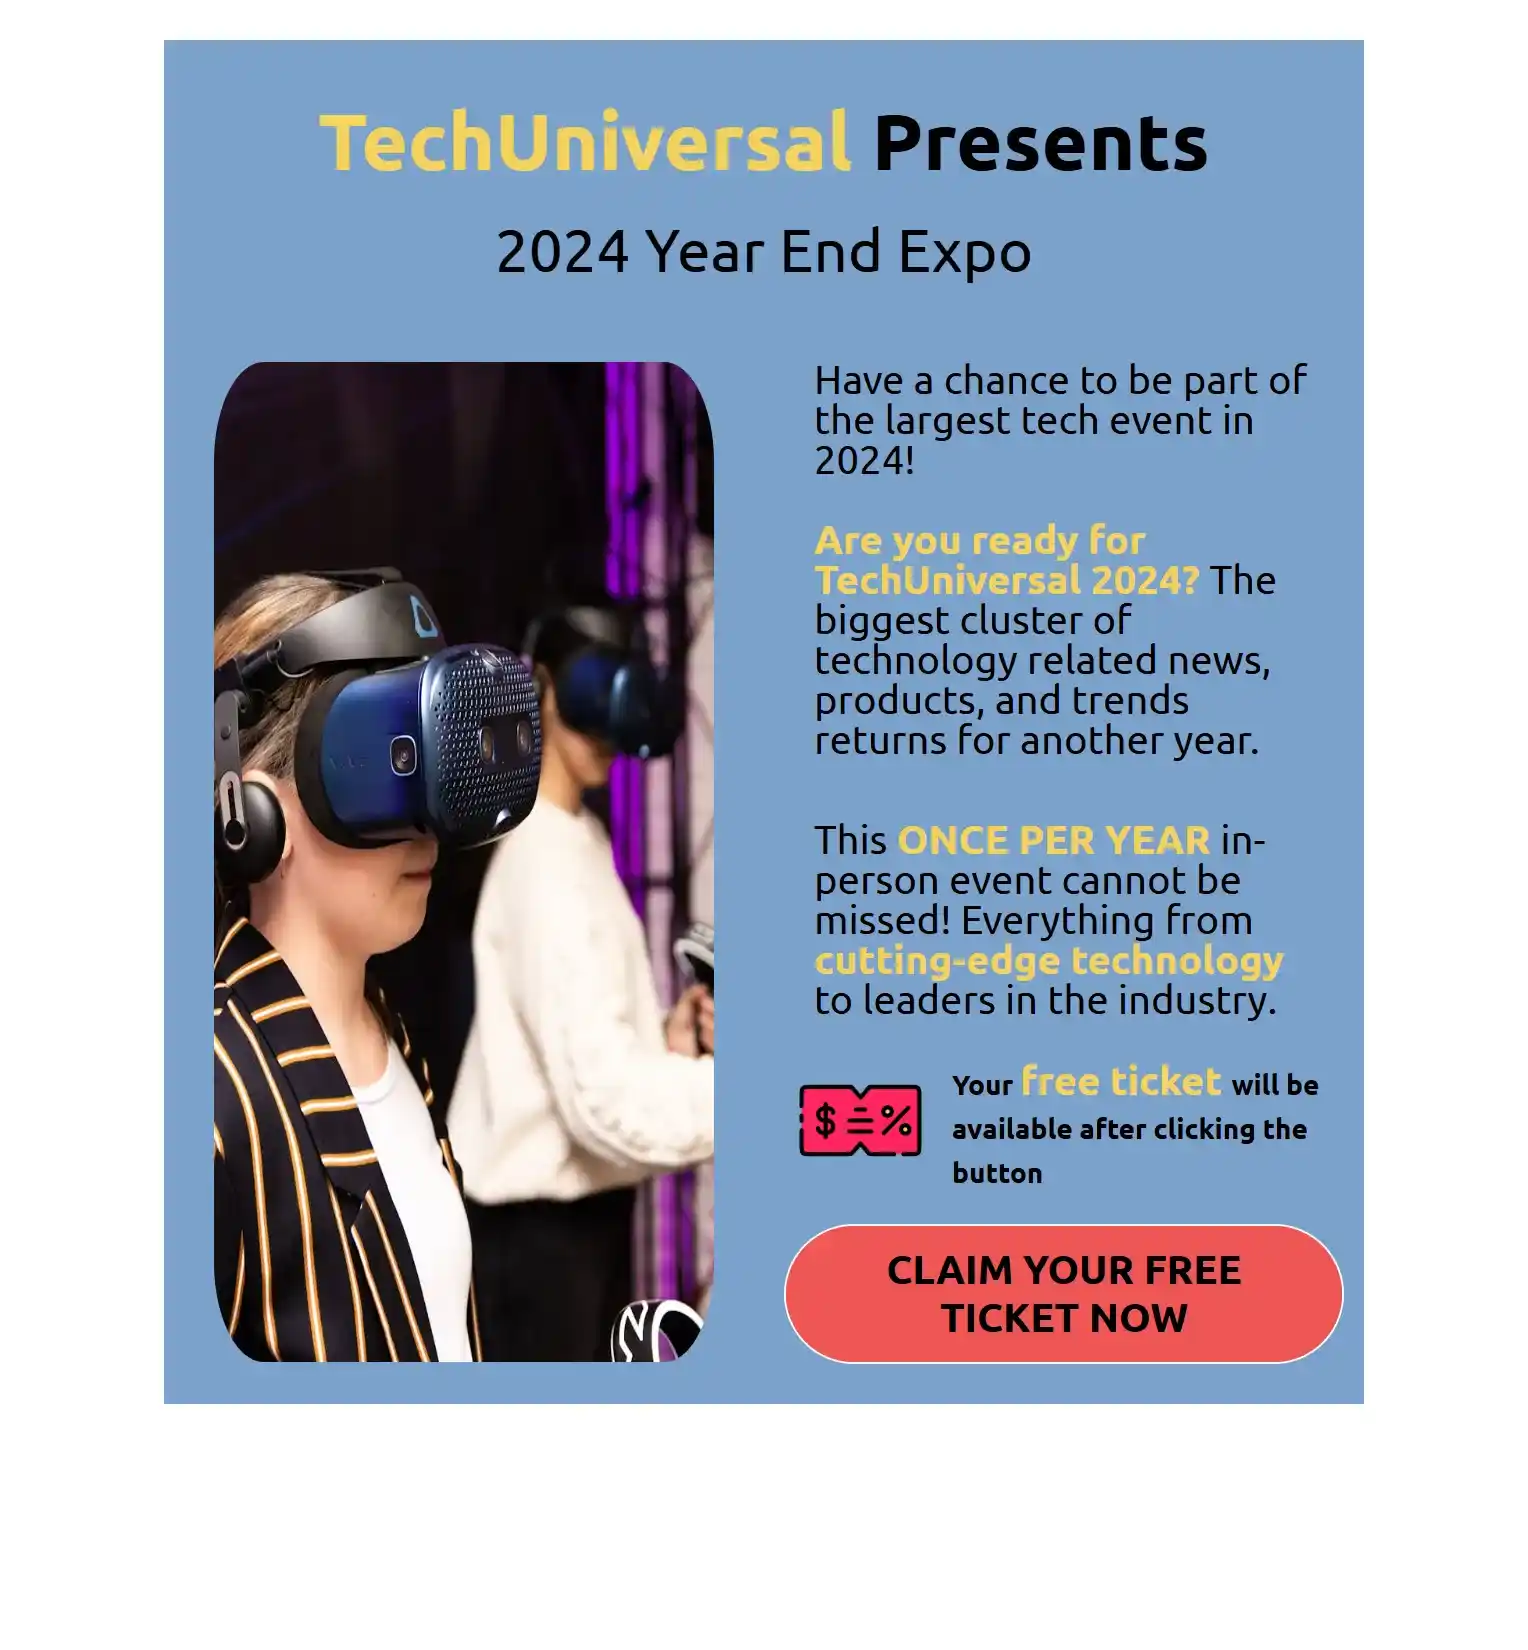 TechUniversal Presents
2024 Year End Expo
Have a chance to be part of
the largest tech event in
2024!
Are you ready for
TechUniversal 2024? The
biggest cluster of
technology related news,
products, and trends
returns for another year.
This ONCE PER YEAR in-
person event cannot be
missed! Everything from
cutting-edge technology
to leaders in the industry.
$ %
Your free ticket will be
available after clicking the
button
CLAIM YOUR FREE
TICKET NOW